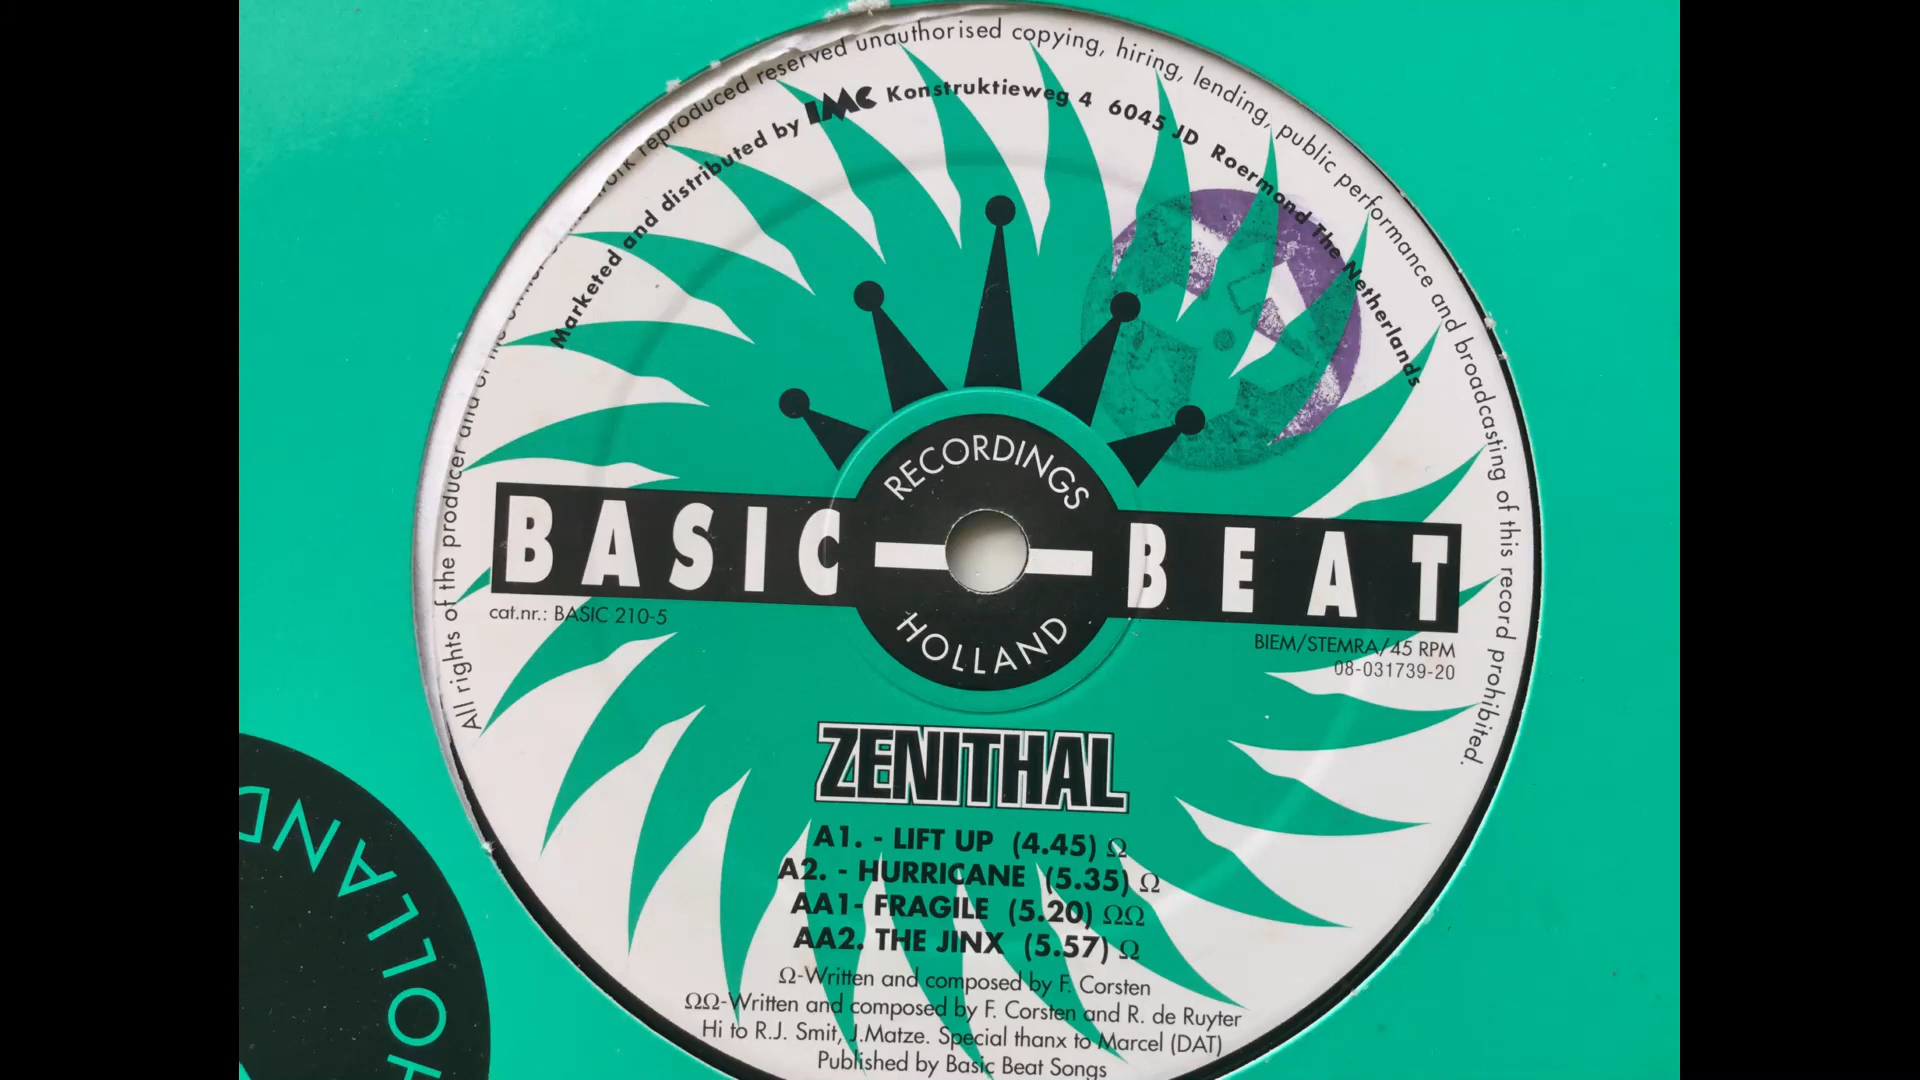 All rights of the producer and of the work reproduced reserved unauthorised copying, hiring, lending, public performance and broadcasting of this record prohibited.
Marketed and distributed by IMC Konstruktieweg 4 6045 JD Roermond The Netherlands
RECORDINGS
BASIC BEAT
HOLLAND
cat.nr.: BASIC 210-5
BIEM/STEMRA/45 RPM
08-031739-20
ZENITHAL
A1. - LIFT UP (4.45) Ω
A2. - HURRICANE (5.35) Ω
AA1- FRAGILE (5.20) ΩΩ
AA2. THE JINX (5.57) Ω
Ω-Written and composed by F. Corsten
ΩΩ-Written and composed by F. Corsten and R. de Ruyter
Hi to R.J. Smit, J.Matze. Special thanx to Marcel (DAT)
Published by Basic Beat Songs
HOLLAND